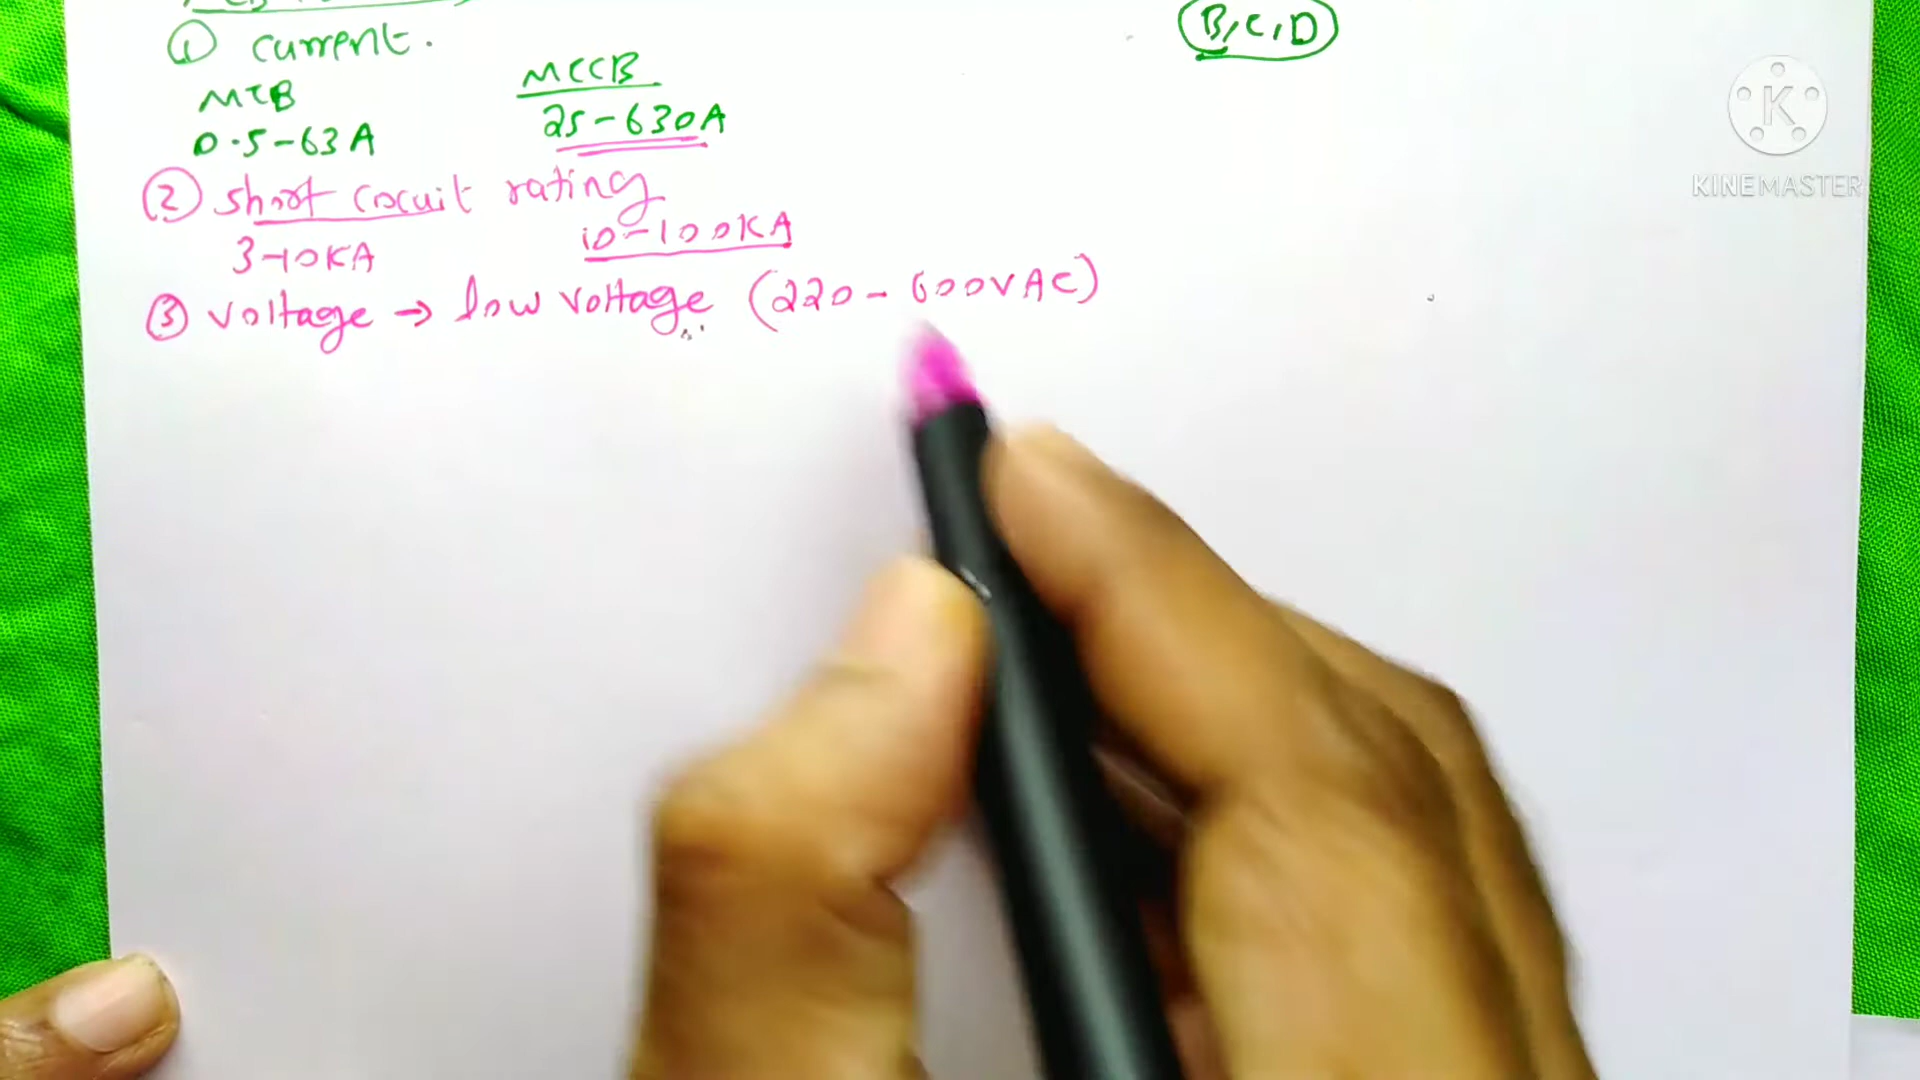 ① current.
B,C,D
MCB
MCCB
0.5-63A
25-630A
② short cocuit rating
3-10KA
10-100KA
③ voltage → low voltage (220-600VAC)
K
KINEMASTER